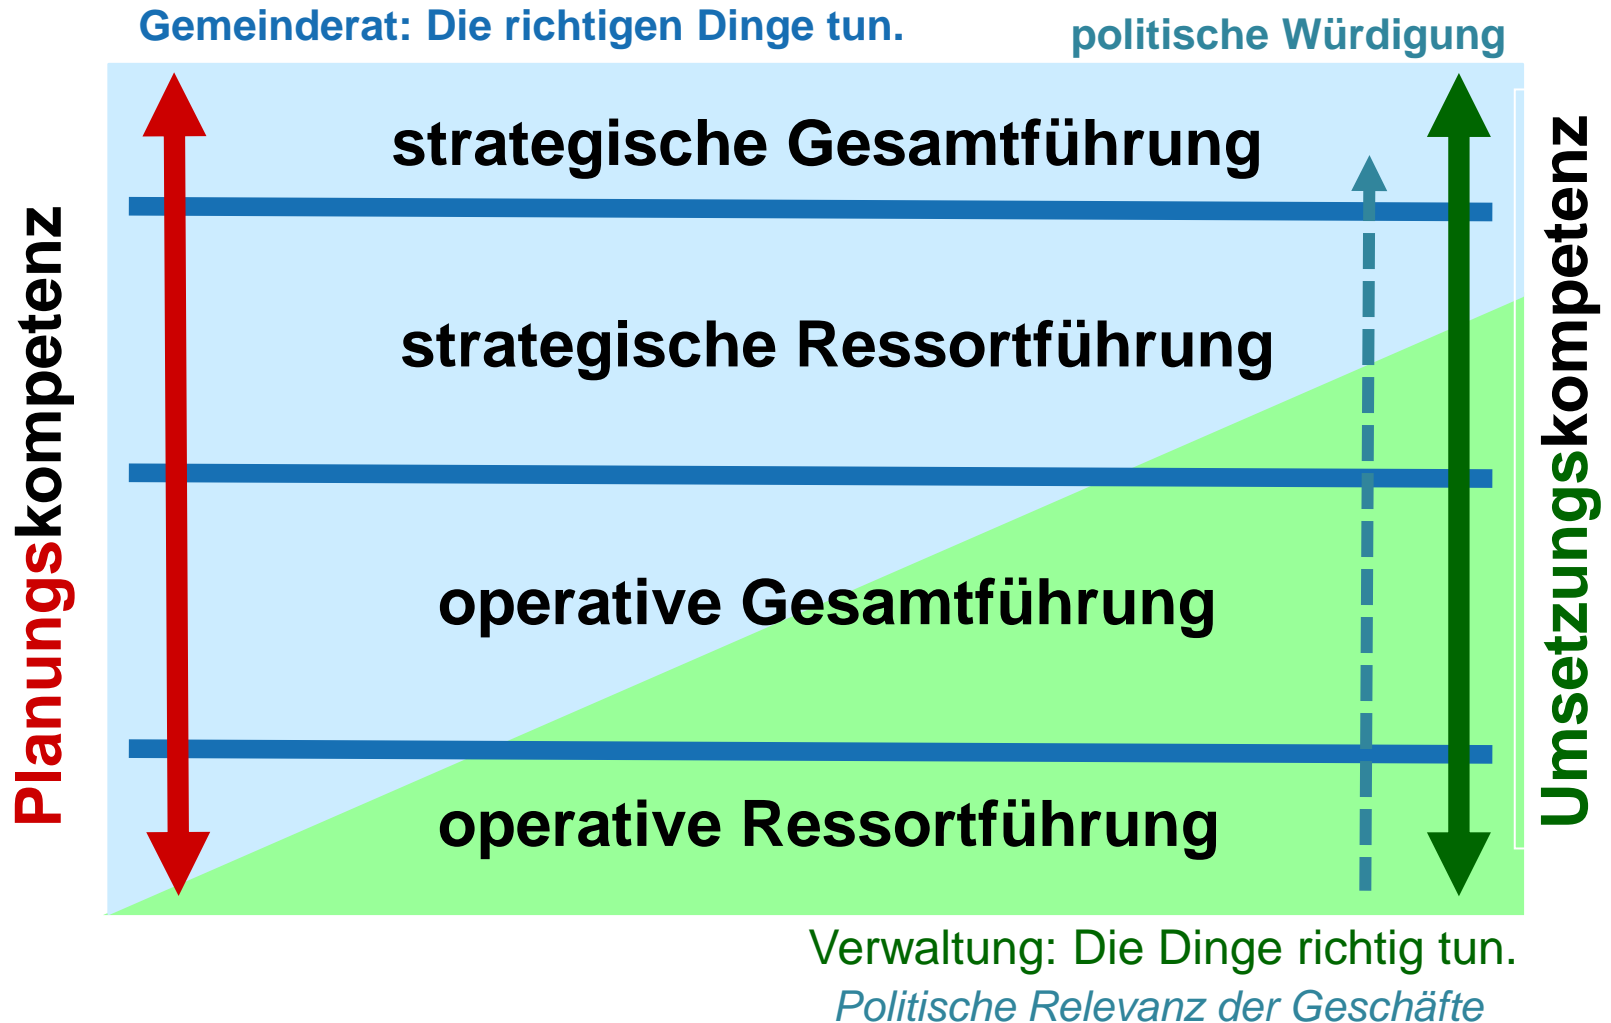 Gemeinderat: Die richtigen Dinge tun.
politische Würdigung
strategische Gesamtführung
strategische Ressortführung
operative Gesamtführung
operative Ressortführung
Planungskompetenz
Umsetzungskompetenz
Verwaltung: Die Dinge richtig tun.
Politische Relevanz der Geschäfte